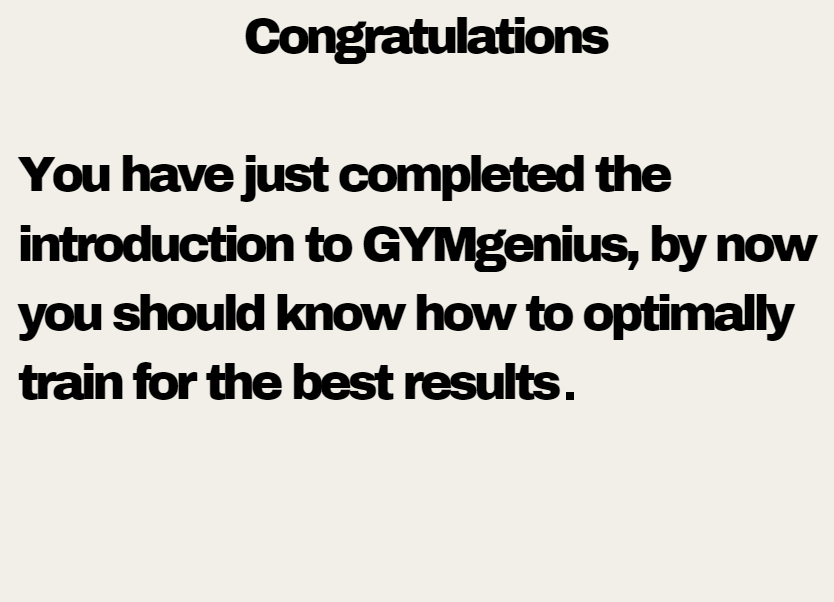 Congratulations
You have just completed the
introduction to GYMgenius, by now
you should know how to optimally
train for the best results.